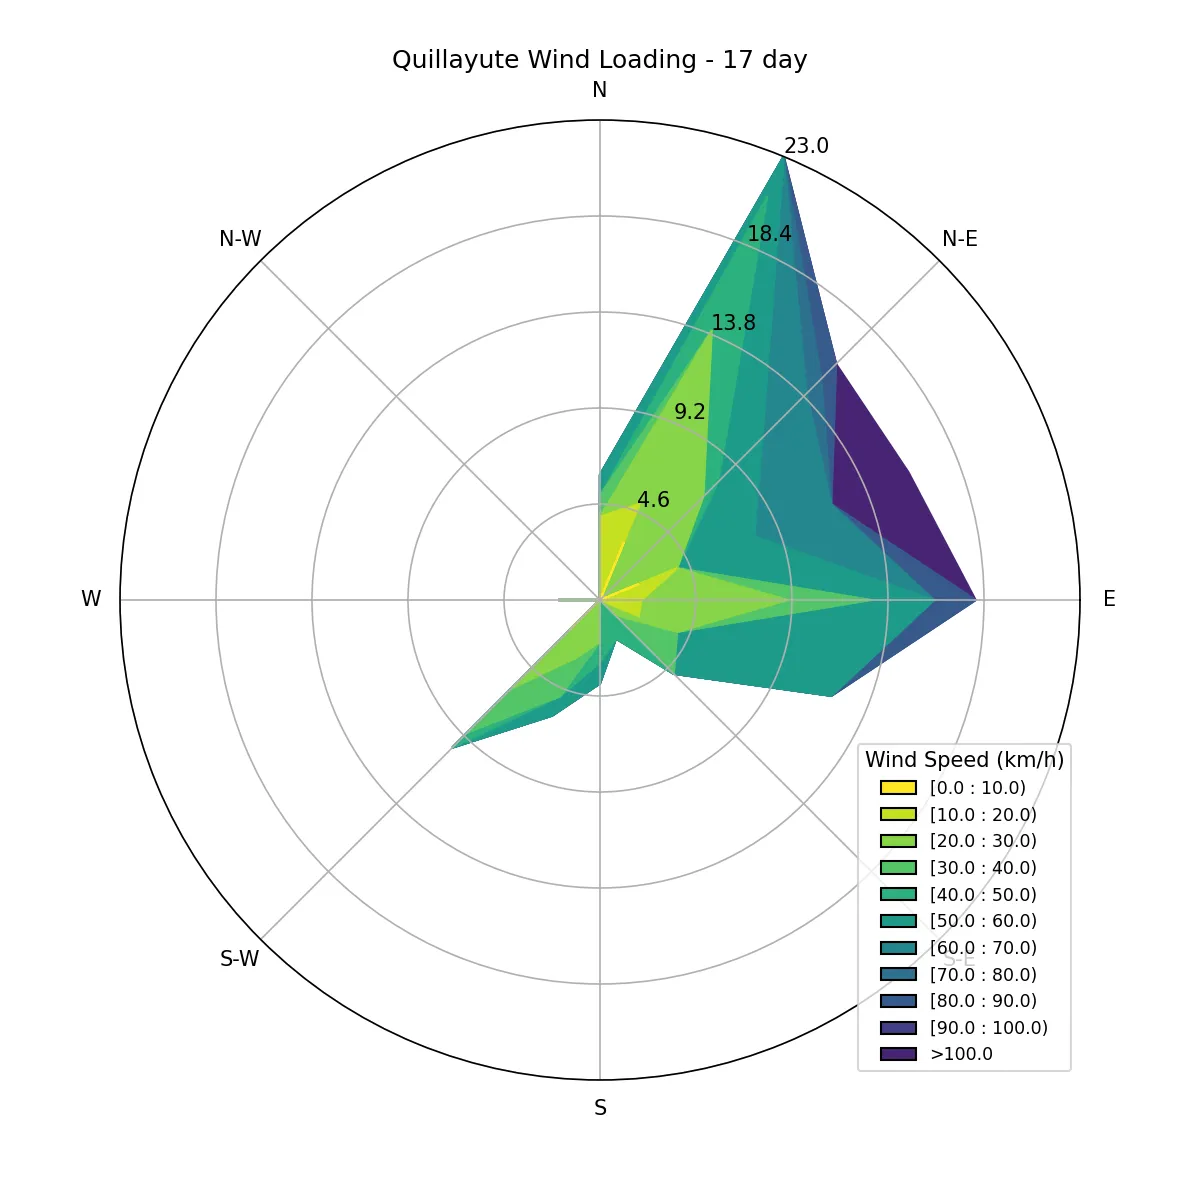 Quillayute Wind Loading - 17 day
N
23.0
N-W
18.4
N-E
13.8
9.2
4.6
W
E
Wind Speed (km/h)
[0.0 : 10.0)
[10.0 : 20.0)
[20.0 : 30.0)
[30.0 : 40.0)
[40.0 : 50.0)
[50.0 : 60.0)
[60.0 : 70.0)
[70.0 : 80.0)
[80.0 : 90.0)
[90.0 : 100.0)
>100.0
S-W
S-E
S